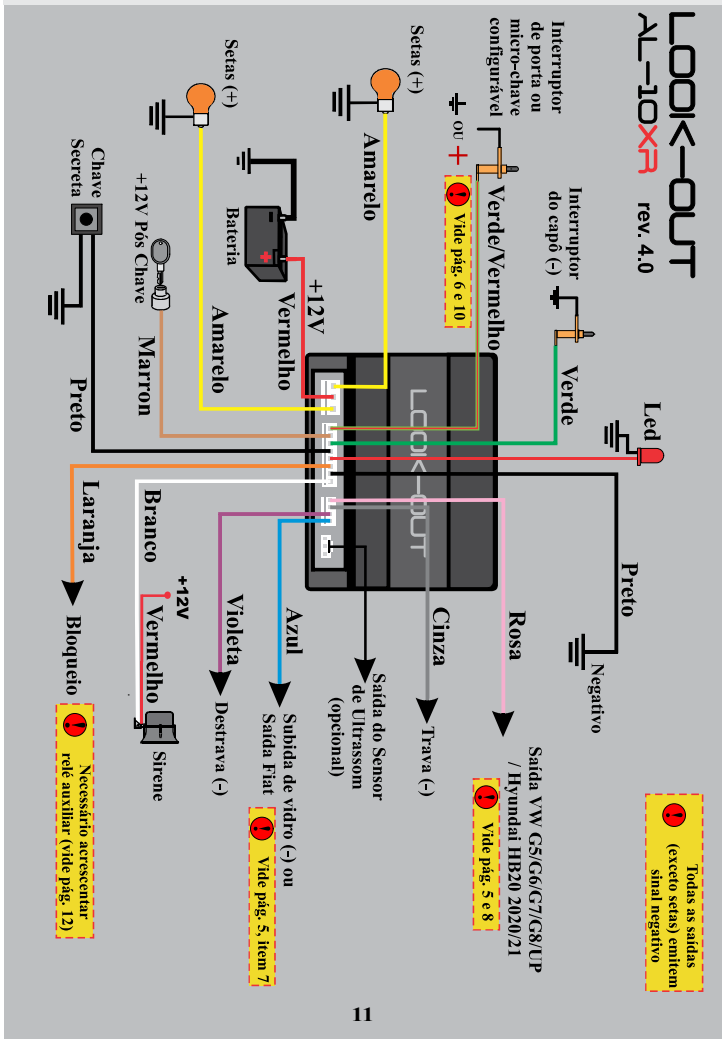 LOOK-OUT
AL-10XR rev. 4.0
Interruptor
de porta ou
micro-chave
configurável
OU +
Verde/Vermelho
! Vide pág. 6 e 10
Interruptor
do capô (-)
Verde
Led
Preto
Negativo
! Todas as saídas
(exceto setas) emitem
sinal negativo
Setas (+)
Amarelo
Bateria
+12V
Vermelho
Setas (+)
Amarelo
+12V Pós Chave
Marron
Chave
Secreta
Preto
LOOK-OUT
Rosa
Saída VW G5/G6/G7/G8/UP
/ Hyundai HB20 2020/21
! Vide pág. 5 e 8
Cinza
Trava (-)
Saída do Sensor
de Ultrassom
(opcional)
Azul
Subida de vidro (-) ou
Saída Fiat
! Vide pág. 5, item 7
Violeta
Destrava (-)
Branco
+12V
Vermelho
Sirene
Laranja
Bloqueio
! Necessário acrescentar
relé auxiliar (vide pág. 12)
11